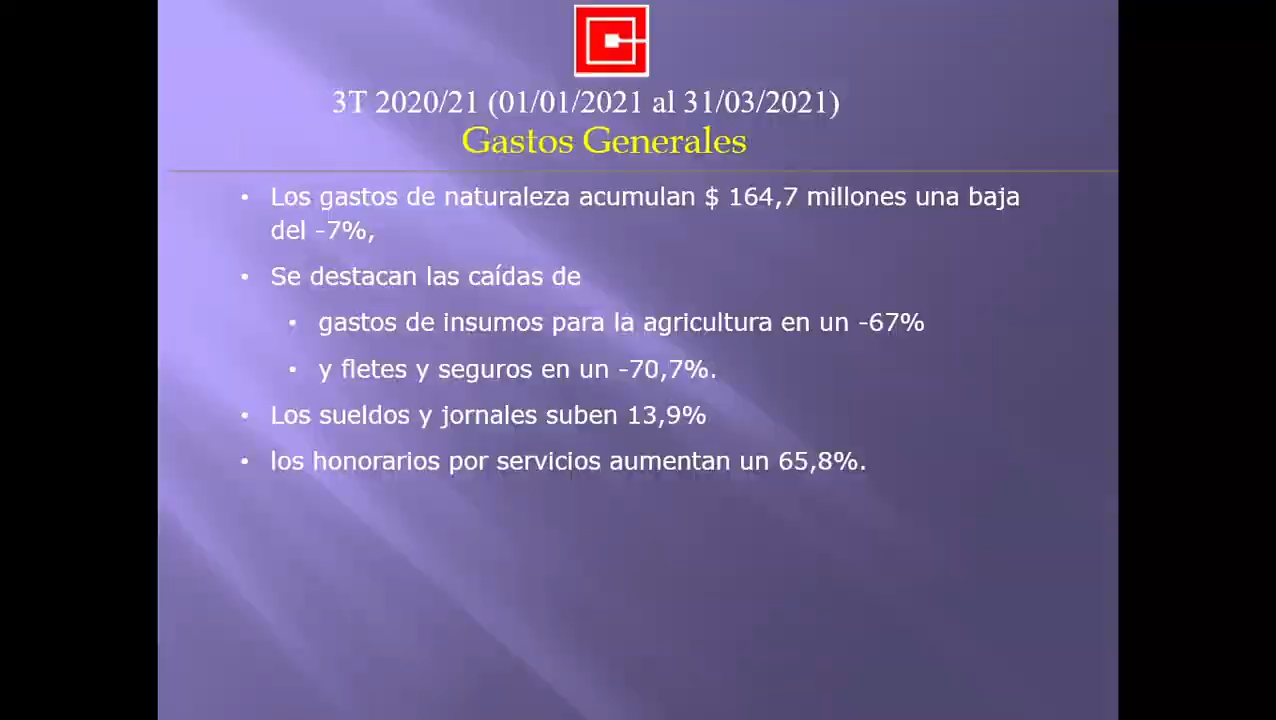 3T 2020/21 (01/01/2021 al 31/03/2021)
Gastos Generales
• Los gastos de naturaleza acumulan $ 164,7 millones una baja
del -7%,
• Se destacan las caídas de
• gastos de insumos para la agricultura en un -67%
• y fletes y seguros en un -70,7%.
• Los sueldos y jornales suben 13,9%
• los honorarios por servicios aumentan un 65,8%.